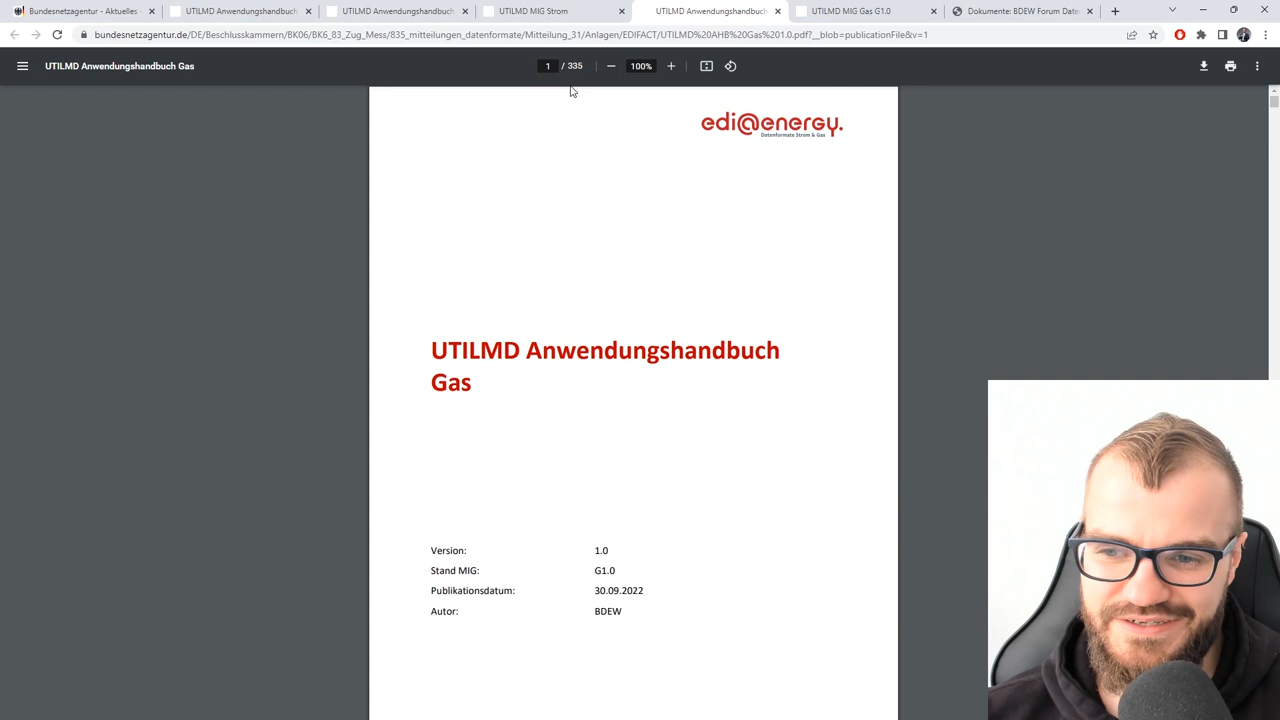 Bundesnetzagentur - Aktuelles
UTILMD Anwendungshandbuch
UTILMD Anwendungshandbuch
UTILMD MIG Strom
UTILMD Anwendungshandbuch
UTILMD MIG Gas G1.0
Dokumente: BDEW Forum Date
bundesnetzagentur.de/DE/Beschlusskammern/BK06/BK6_83_Zug_Mess/835_mitteilungen_datenformate/Mitteilung_31/Anlagen/EDIFACT/UTILMD%20AHB%20Gas%201.0.pdf?__blob=publicationFile&v=1
UTILMD Anwendungshandbuch Gas
1 / 335
100%
edi@energy.
Datenformate Strom & Gas
UTILMD Anwendungshandbuch
Gas
Version: 1.0
Stand MIG: G1.0
Publikationsdatum: 30.09.2022
Autor: BDEW